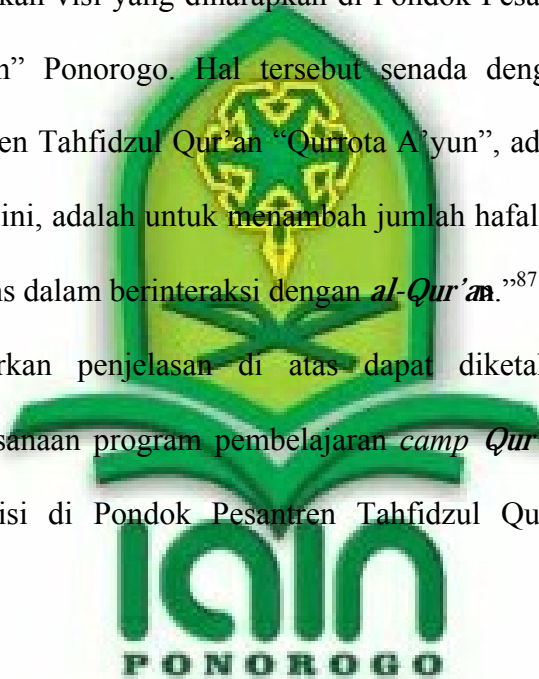 kan visi yang diharapkan di Pondok Pesa
n” Ponorogo. Hal tersebut senada deng
en Tahfidzul Qur’an “Qurrota A’yun”, ad
ini, adalah untuk menambah jumlah hafal
s dalam berinteraksi dengan al-Qur’an.”87
rkan penjelasan di atas dapat diketal
sanaan program pembelajaran camp Qur
isi di Pondok Pesantren Tahfidzul Qu
iain
PONOROGO